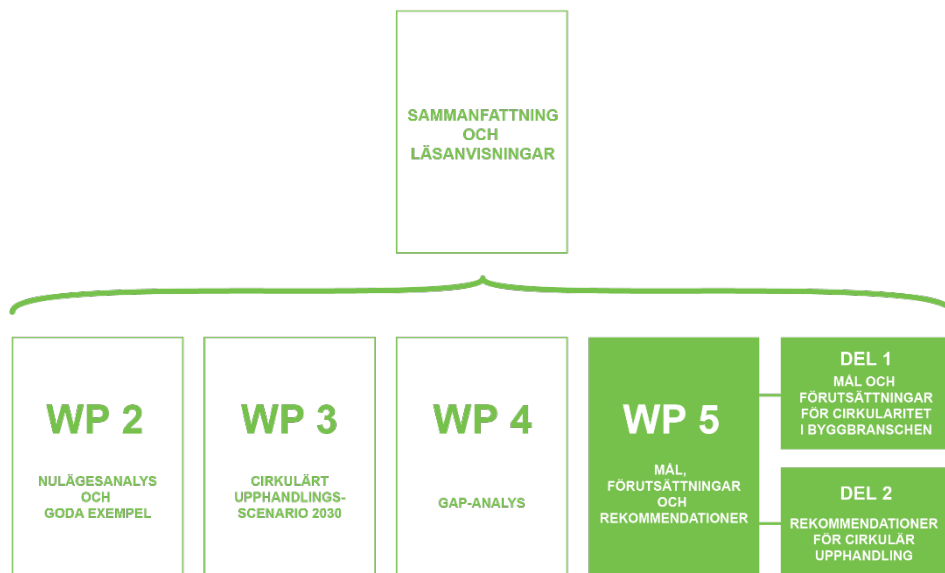 SAMMANFATTNING
OCH
LÄSANVISNINGAR
WP 2
NULÄGESANALYS
OCH
GODA EXEMPEL
WP 3
CIRKULÄRT
UPPHANDLINGS-
SCENARIO 2030
WP 4
GAP-ANALYS
WP 5
MÅL,
FÖRUTSÄTTNINGAR
OCH
REKOMMENDATIONER
DEL 1
MÅL OCH
FÖRUTSÄTTNINGAR
FÖR CIRKULARITET
I BYGGBRANSCHEN
DEL 2
REKOMMENDATIONER
FÖR CIRKULÄR
UPPHANDLING